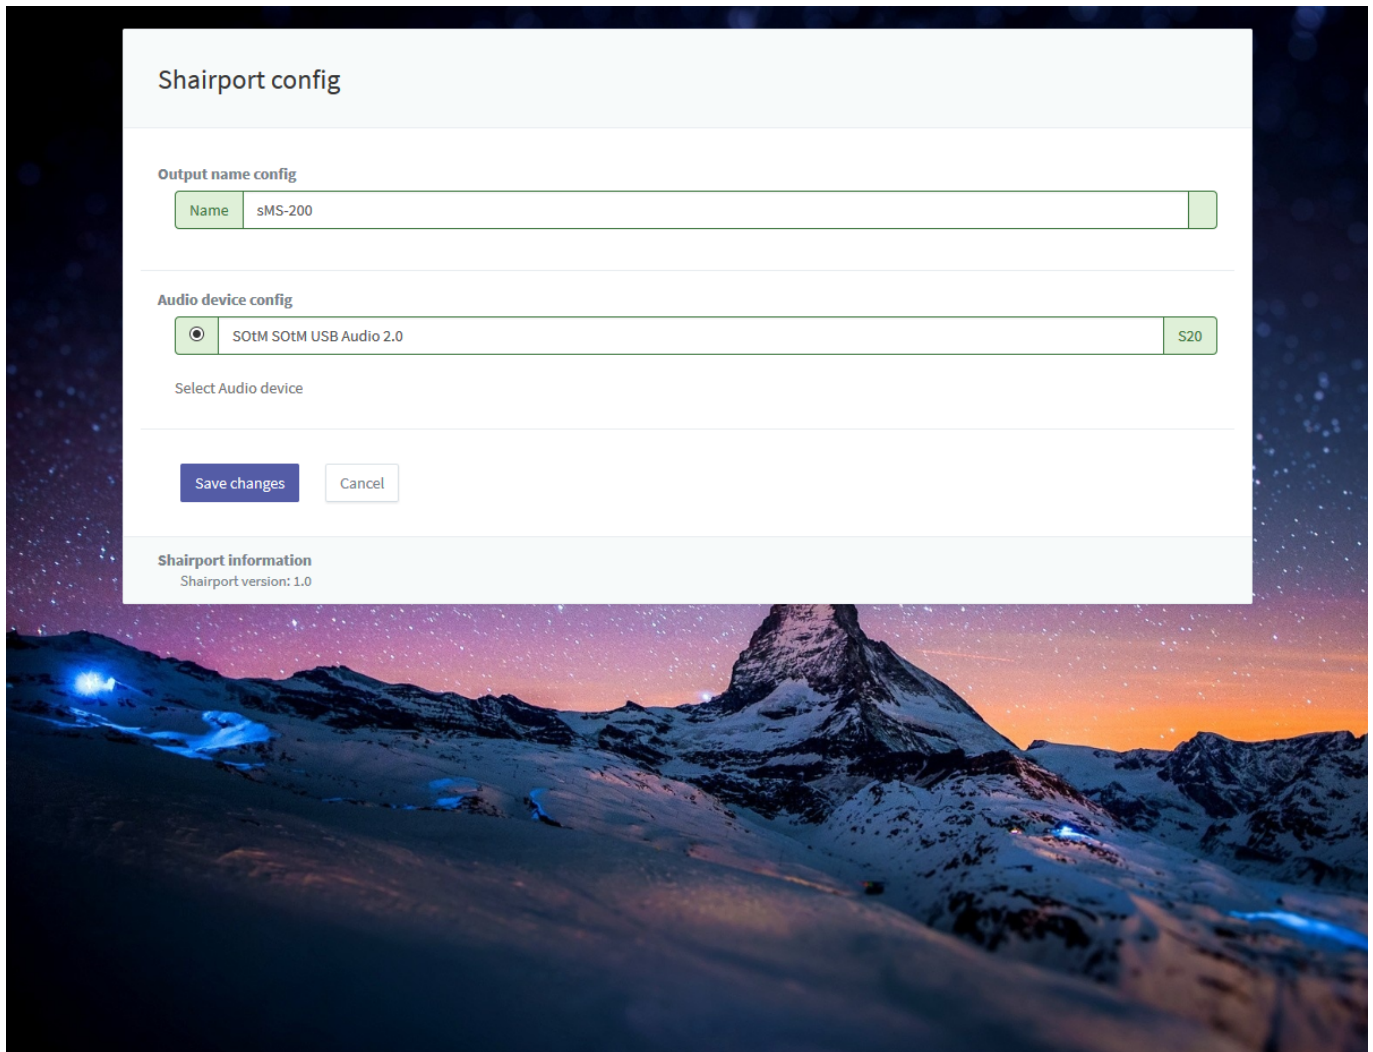 Shairport config
Output name config
Name sMS-200
Audio device config
SOtM SOtM USB Audio 2.0 S20
Select Audio device
Save changes Cancel
Shairport information
Shairport version: 1.0